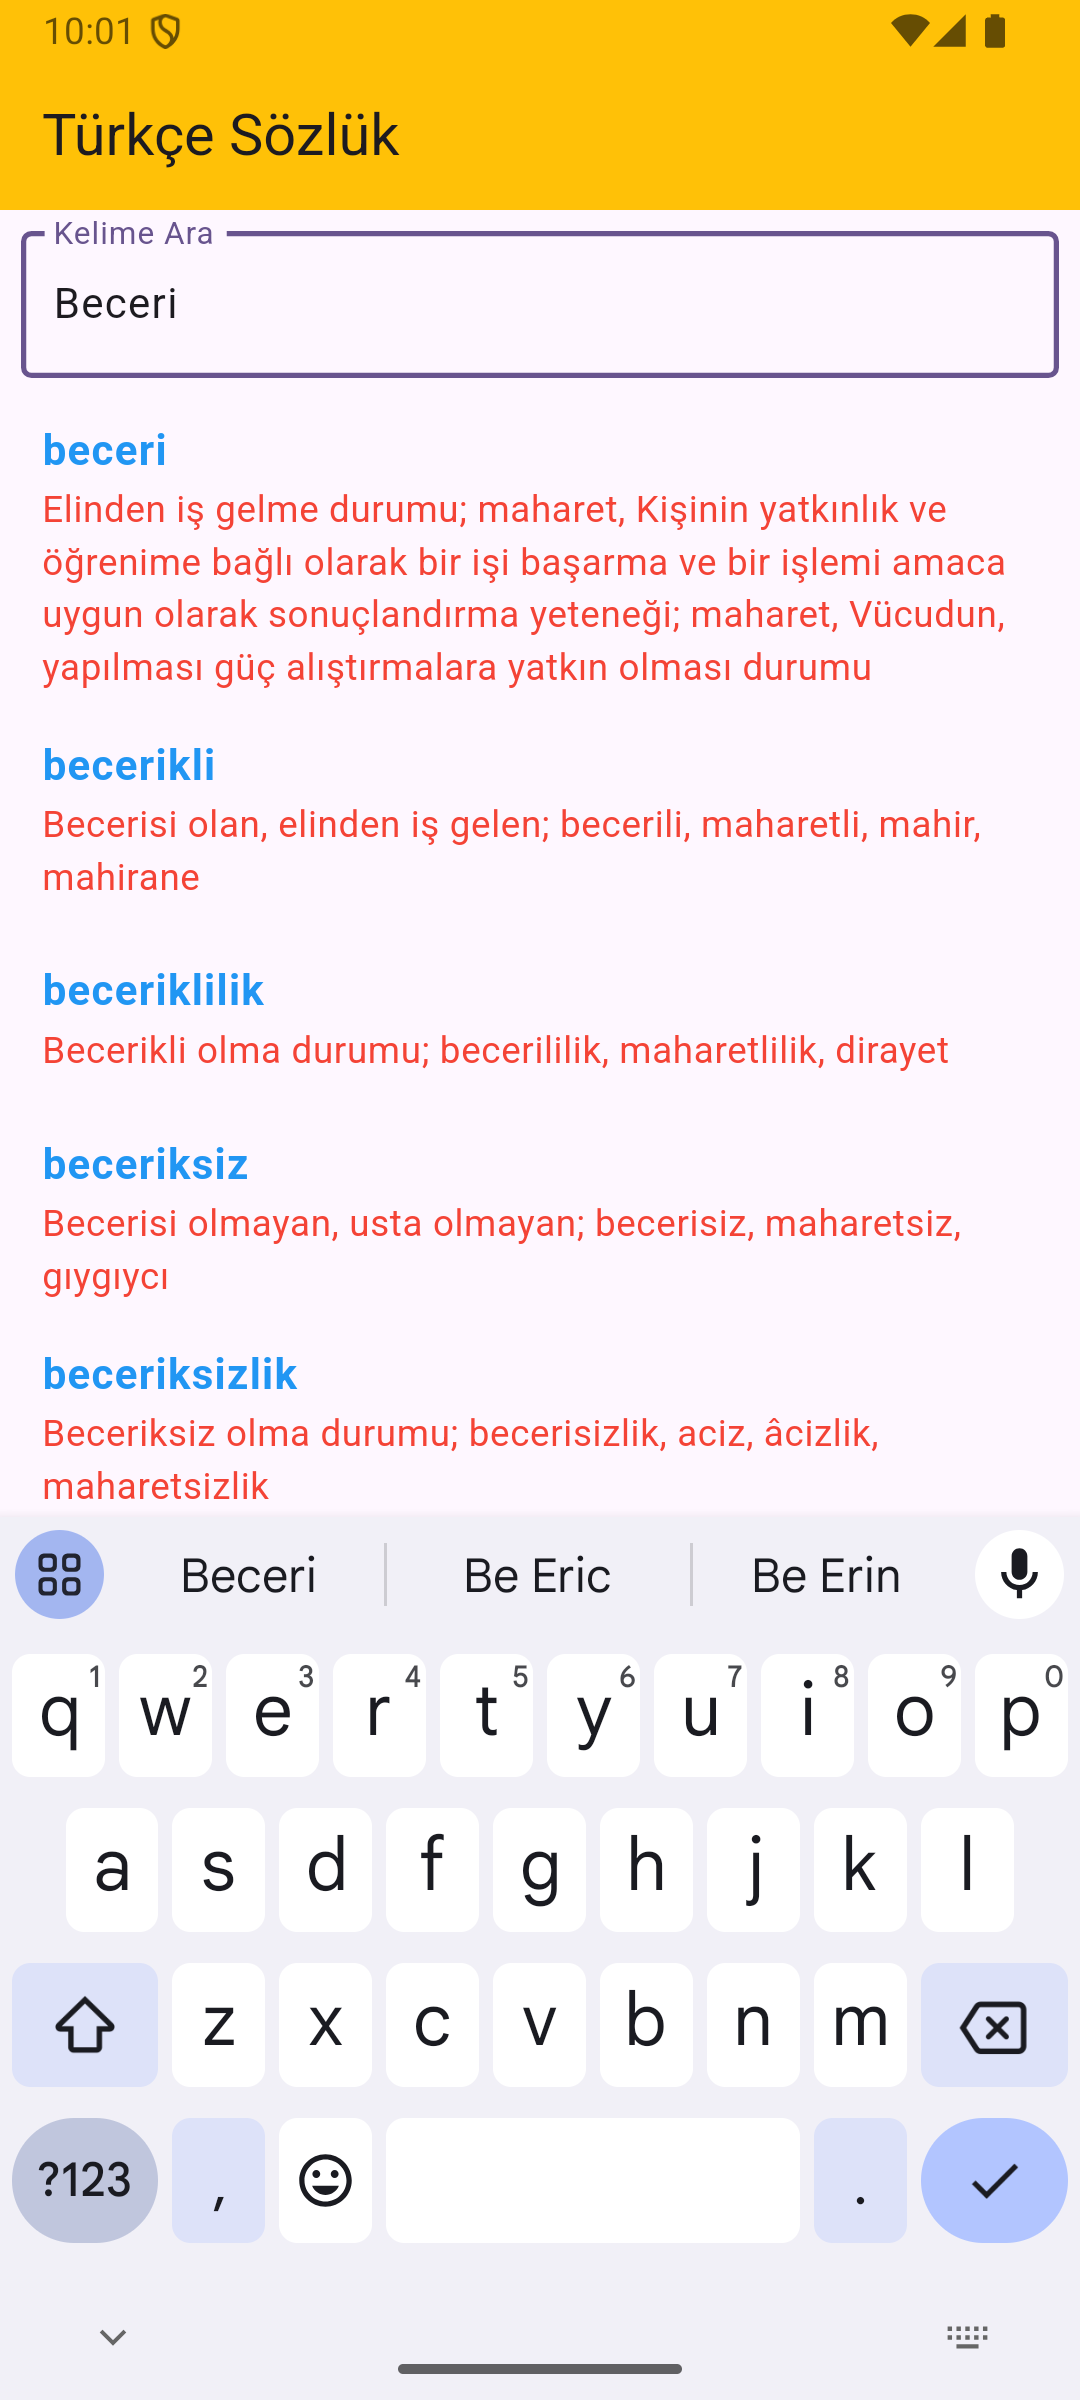 10:01
Türkçe Sözlük
Kelime Ara
Beceri
beceri
Elinden iş gelme durumu; maharet, Kişinin yatkınlık ve
öğrenime bağlı olarak bir işi başarma ve bir işlemi amaca
uygun olarak sonuçlandırma yeteneği; maharet, Vücudun,
yapılması güç alıştırmalara yatkın olması durumu
becerikli
Becerisi olan, elinden iş gelen; becerili, maharetli, mahir,
mahirane
beceriklilik
Becerikli olma durumu; becerililik, maharetlilik, dirayet
beceriksiz
Becerisi olmayan, usta olmayan; becerisiz, maharetsiz,
gıygıycı
beceriksizlik
Beceriksiz olma durumu; becerisizlik, aciz, âcizlik,
maharetsizlik
Beceri Be Eric Be Erin
q 1 w 2 e 3 r 4 t 5 y 6 u 7 i 8 o 9 p 0
a s d f g h j k l
z x c v b n m
?123 , .